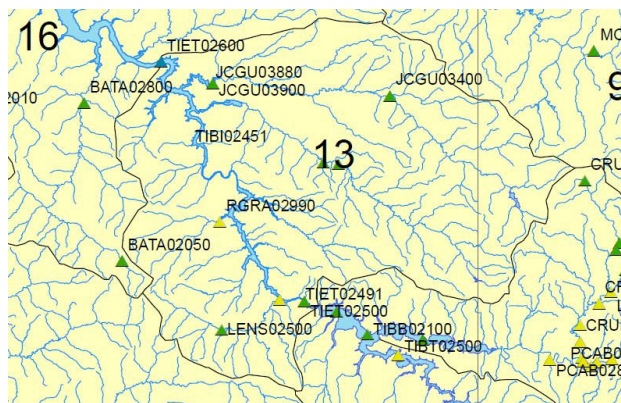 16
TIET02600
MO
BATA02800
JCGU03880
JCGU03400
JCGU03900
9
2010
TIBI02451
13
CRU
RGRA02990
BATA02050
TIET02491
TIET02500
LENS02500
TIBB02100
TIBT02500
CRU
PCAB0
PCAB028